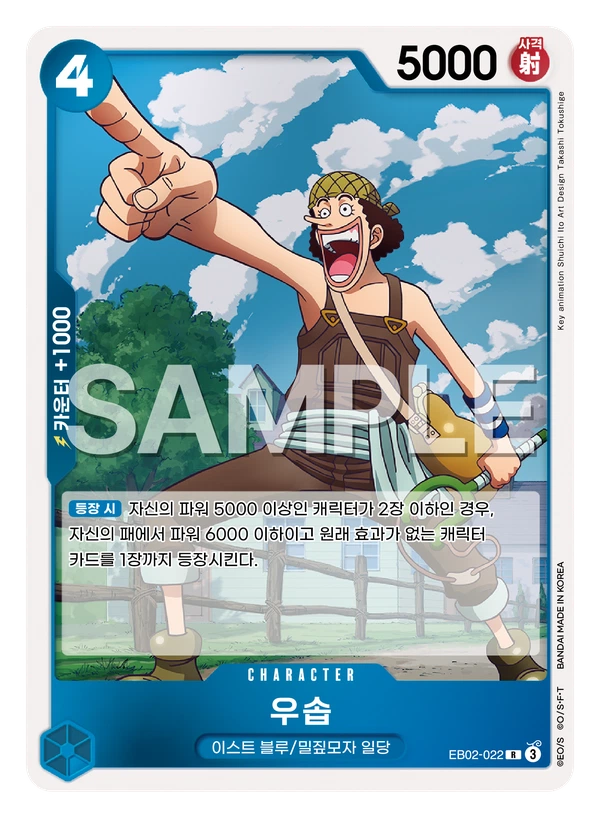 4
5000
사격
射
Key animation Shuichi Ito Art Design Takashi Tokushige
카운터 +1000
SAMPLE
등장 시 자신의 파워 5000 이상인 캐릭터가 2장 이하인 경우,
자신의 패에서 파워 6000 이하이고 원래 효과가 없는 캐릭터
카드를 1장까지 등장시킨다.
CHARACTER
우솝
이스트 블루/밀짚모자 일당
EB02-022 R 3
©EO/S ©O/S·F·T BANDAI MADE IN KOREA